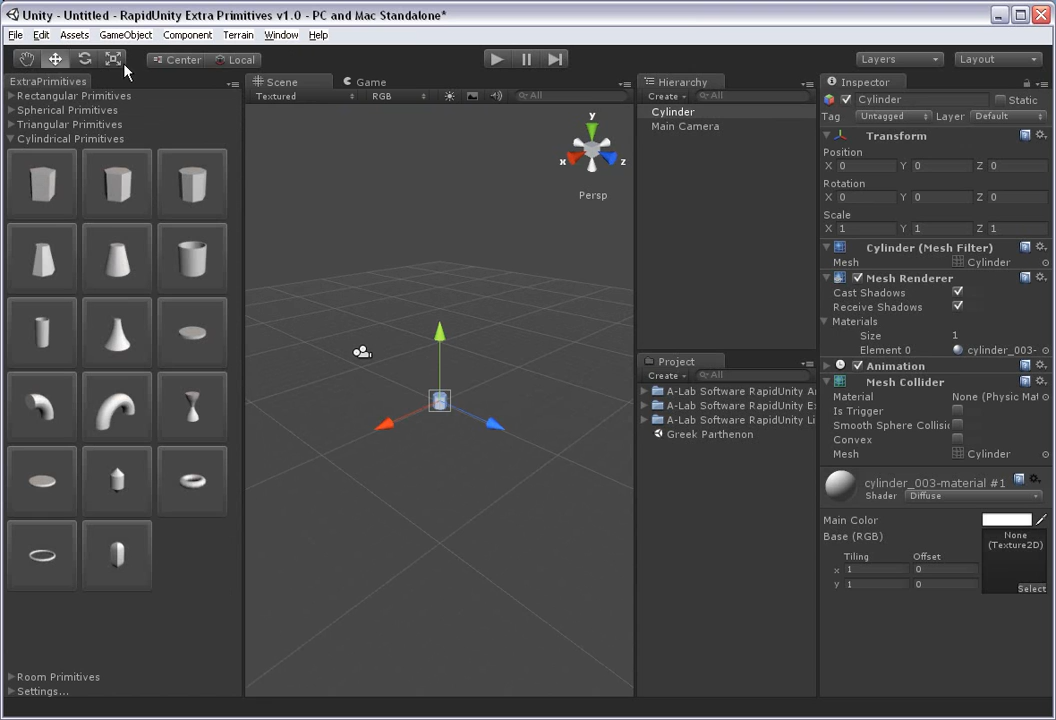 Unity - Untitled - RapidUnity Extra Primitives v1.0 - PC and Mac Standalone*
File Edit Assets GameObject Component Terrain Window Help
Center Local Layers Layout
ExtraPrimitives
Rectangular Primitives
Spherical Primitives
Triangular Primitives
Cylindrical Primitives
Room Primitives
Settings...
Scene Game
Textured RGB All
y
x z
Persp
Hierarchy
Create All
Cylinder
Main Camera
Project
Create All
A-Lab Software RapidUnity Ar
A-Lab Software RapidUnity E
A-Lab Software RapidUnity Li
Greek Parthenon
Inspector
Cylinder Static
Tag Untagged Layer Default
Transform
Position
X 0 Y 0 Z 0
Rotation
X 0 Y 0 Z 0
Scale
X 1 Y 1 Z 1
Cylinder (Mesh Filter)
Mesh Cylinder
Mesh Renderer
Cast Shadows
Receive Shadows
Materials
Size 1
Element 0 cylinder_003-
Animation
Mesh Collider
Material None (Physic Mat
Is Trigger
Smooth Sphere Collisi
Convex
Mesh Cylinder
cylinder_003-material #1
Shader Diffuse
Main Color
Base (RGB)
None
(Texture2D)
Tiling Offset
x 1 0
y 1 0
Select